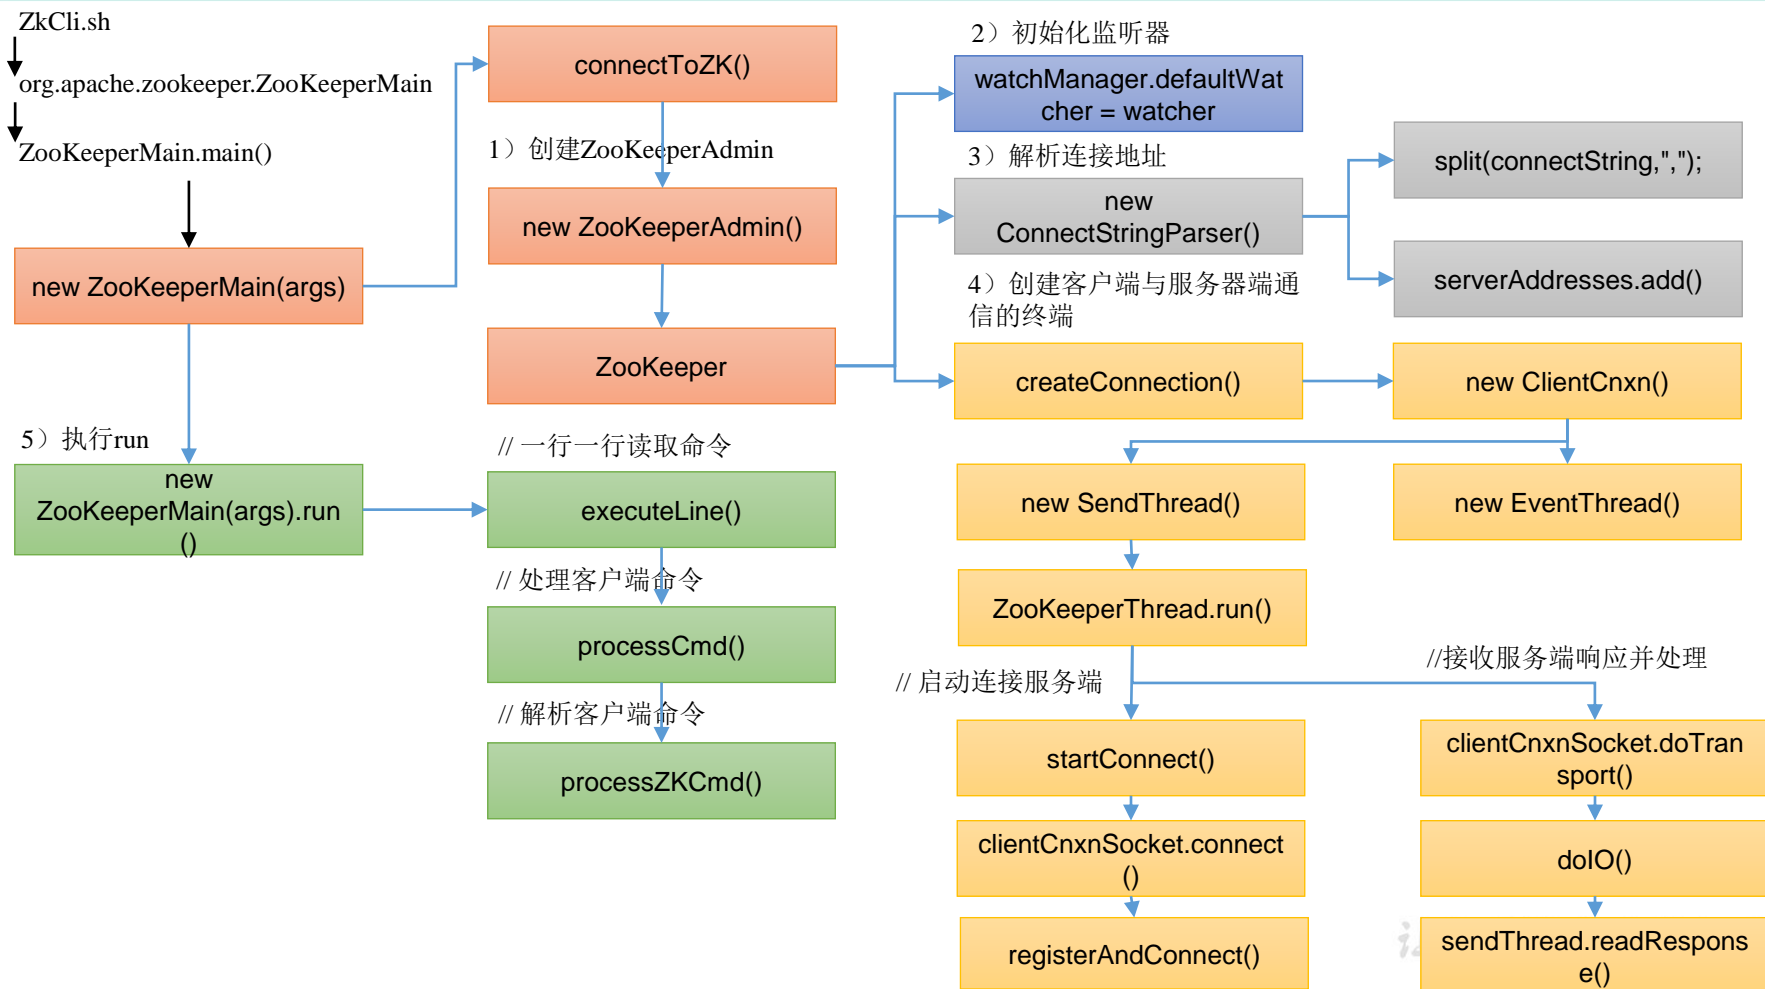 ZkCli.sh
org.apache.zookeeper.ZooKeeperMain
ZooKeeperMain.main()
new ZooKeeperMain(args)
5）执行run
new
ZooKeeperMain(args).run
()
connectToZK()
1）创建ZooKeeperAdmin
new ZooKeeperAdmin()
ZooKeeper
// 一行一行读取命令
executeLine()
// 处理客户端命令
processCmd()
// 解析客户端命令
processZKCmd()
2）初始化监听器
watchManager.defaultWat
cher = watcher
3）解析连接地址
new
ConnectStringParser()
split(connectString,",");
serverAddresses.add()
4）创建客户端与服务器端通
信的终端
createConnection()
new ClientCnxn()
new SendThread()
new EventThread()
ZooKeeperThread.run()
// 启动连接服务端
startConnect()
clientCnxnSocket.connect
()
registerAndConnect()
//接收服务端响应并处理
clientCnxnSocket.doTran
sport()
doIO()
sendThread.readRespons
e()